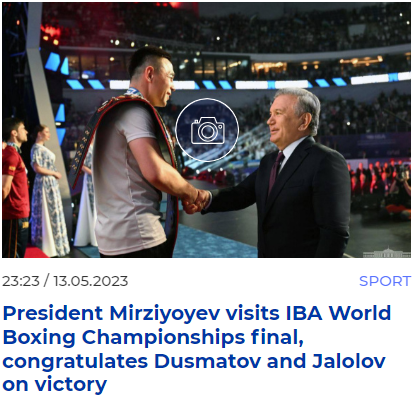 23:23 / 13.05.2023
SPORT
President Mirziyoyev visits IBA World
Boxing Championships final,
congratulates Dusmatov and Jalolov
on victory